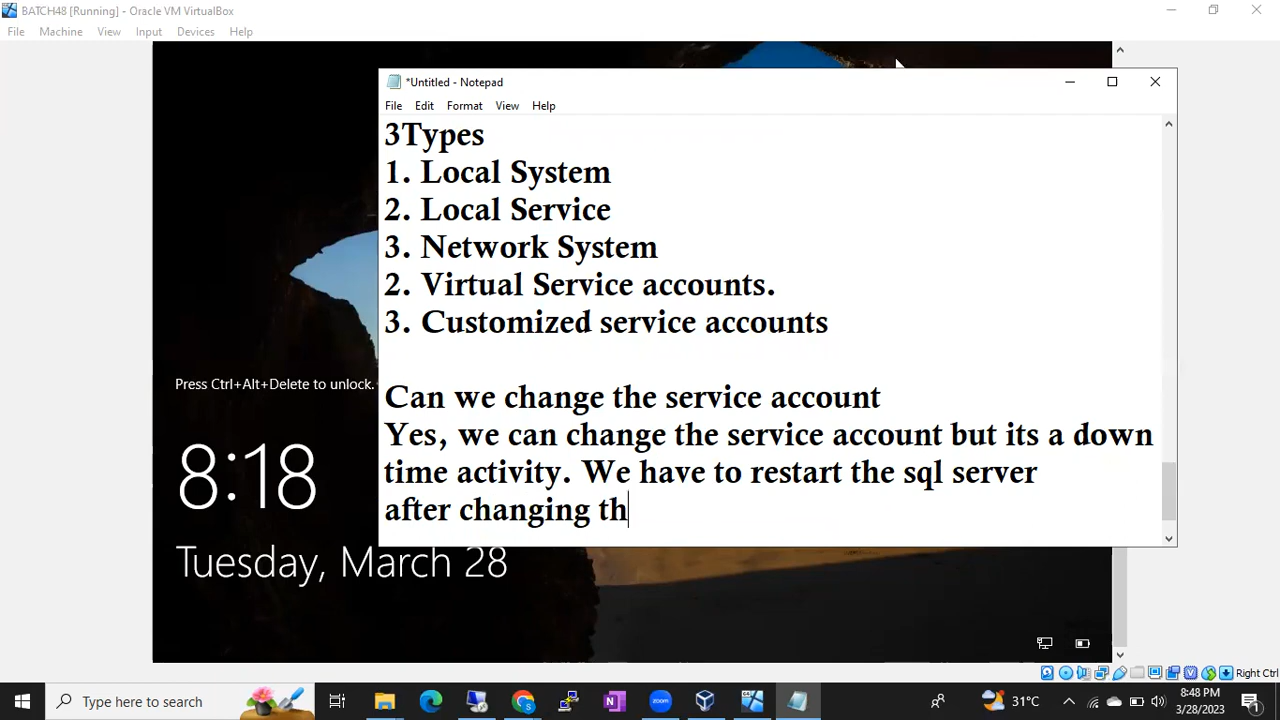 BATCH48 [Running] - Oracle VM VirtualBox
File Machine View Input Devices Help
*Untitled - Notepad
File Edit Format View Help
3Types
1. Local System
2. Local Service
3. Network System
2. Virtual Service accounts.
3. Customized service accounts
Can we change the service account
Yes, we can change the service account but its a down
time activity. We have to restart the sql server
after changing th
Press Ctrl+Alt+Delete to unlock.
8:18
Tuesday, March 28
Right Ctrl
Type here to search
zoom
31°C
8:48 PM
3/28/2023